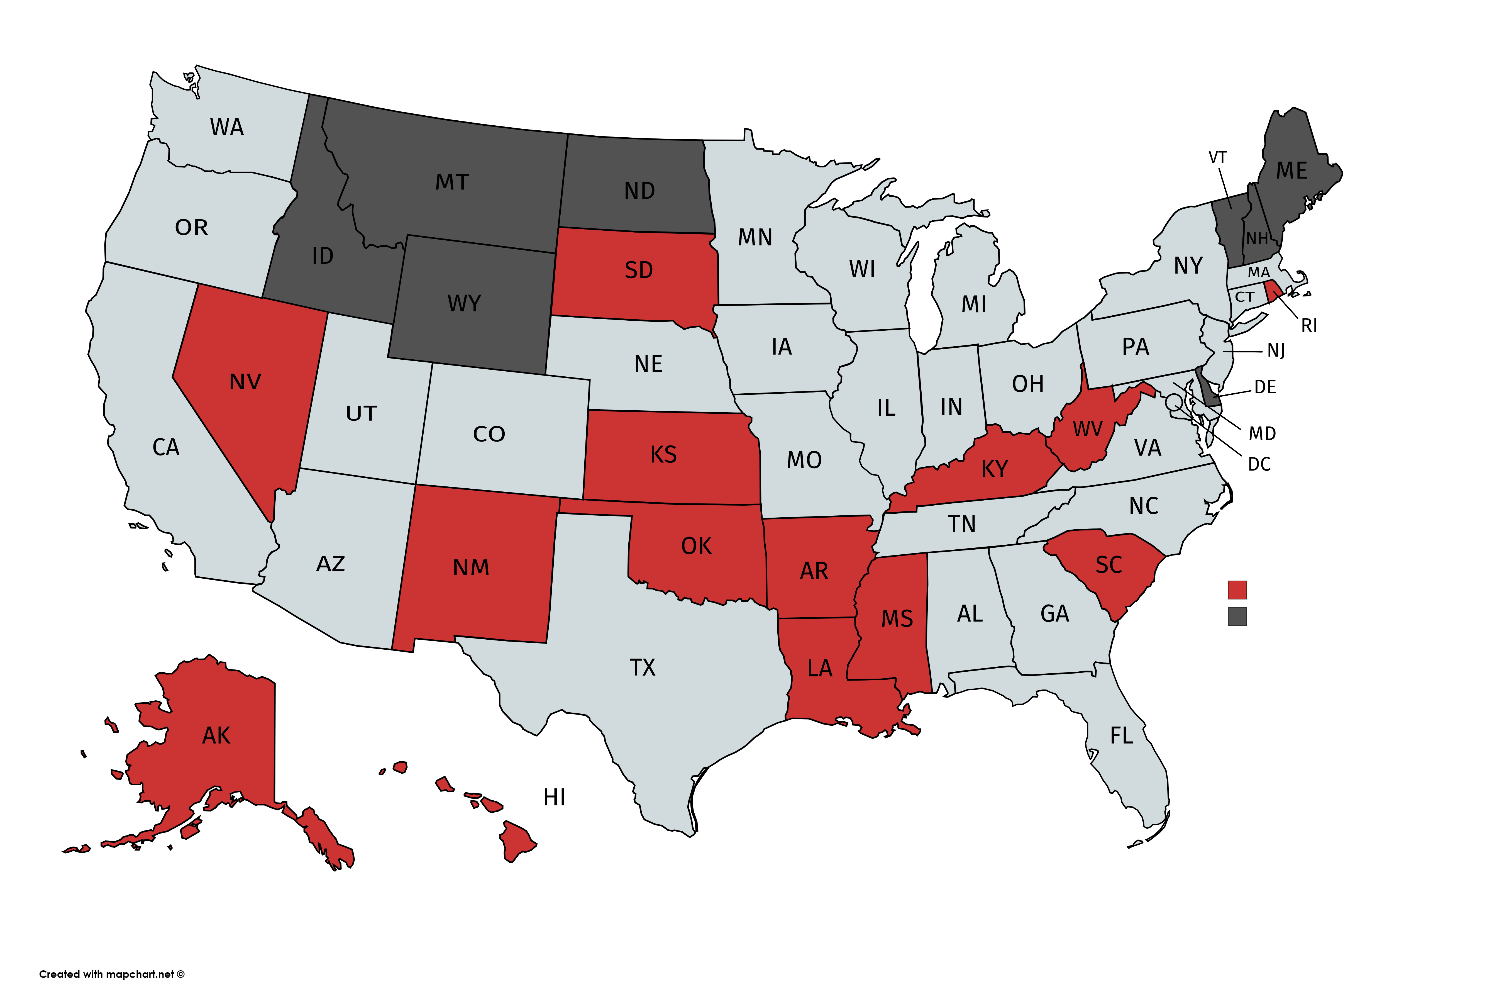 WA
MT
ND
MN
VT
ME
OR
ID
SD
WI
MI
NY
NH
MA
CT
RI
WY
NV
NE
IA
PA
NJ
UT
CO
KS
IL
IN
OH
DE
CA
MO
KY
WV
VA
MD
DC
AZ
NM
OK
AR
TN
NC
SC
MS
AL
GA
TX
LA
FL
AK
HI
Created with mapchart.net ©